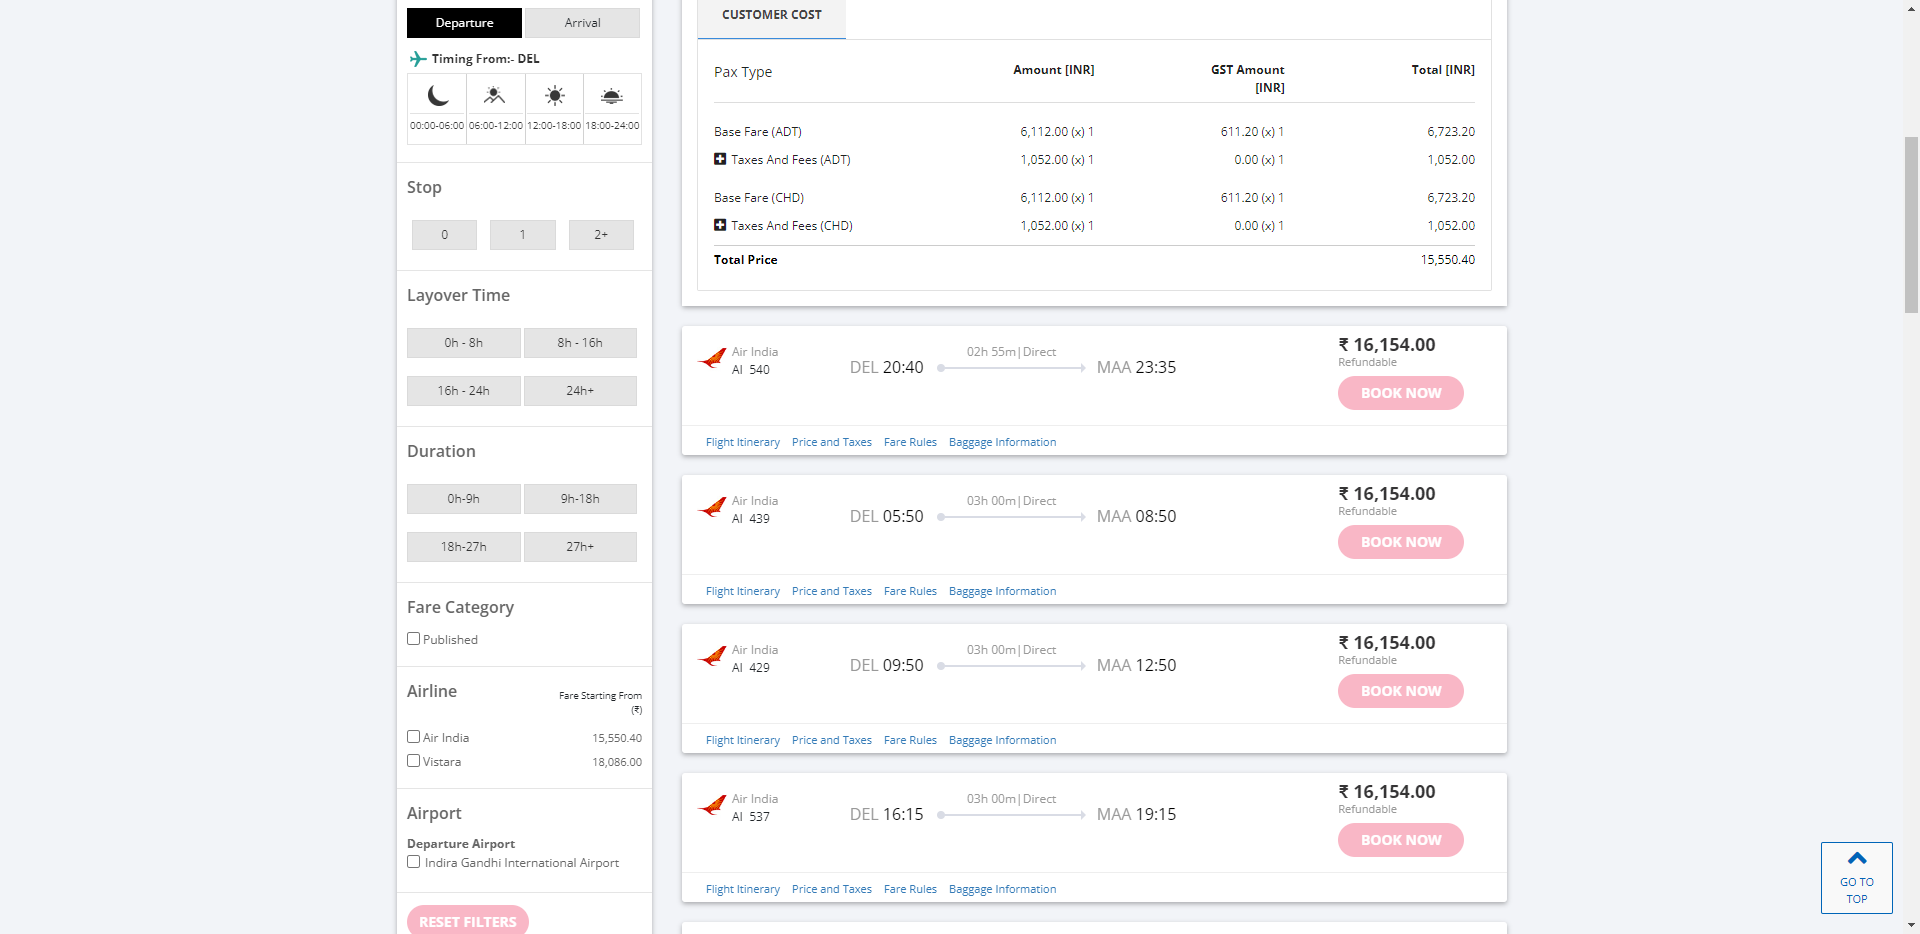 Departure
Arrival
Timing From:- DEL
00:00-06:00 06:00-12:00 12:00-18:00 18:00-24:00
Stop
0 1 2+
Layover Time
0h - 8h 8h - 16h
16h - 24h 24h+
Duration
0h-9h 9h-18h
18h-27h 27h+
Fare Category
Published
Airline
Fare Starting From
(₹)
Air India 15,550.40
Vistara 18,086.00
Airport
Departure Airport
Indira Gandhi International Airport
RESET FILTERS
CUSTOMER COST
Pax Type Amount [INR] GST Amount [INR] Total [INR]
Base Fare (ADT) 6,112.00 (x) 1 611.20 (x) 1 6,723.20
Taxes And Fees (ADT) 1,052.00 (x) 1 0.00 (x) 1 1,052.00
Base Fare (CHD) 6,112.00 (x) 1 611.20 (x) 1 6,723.20
Taxes And Fees (CHD) 1,052.00 (x) 1 0.00 (x) 1 1,052.00
Total Price 15,550.40
Air India
AI 540
DEL 20:40
02h 55m|Direct
MAA 23:35
₹ 16,154.00
Refundable
BOOK NOW
Flight Itinerary Price and Taxes Fare Rules Baggage Information
Air India
AI 439
DEL 05:50
03h 00m|Direct
MAA 08:50
₹ 16,154.00
Refundable
BOOK NOW
Flight Itinerary Price and Taxes Fare Rules Baggage Information
Air India
AI 429
DEL 09:50
03h 00m|Direct
MAA 12:50
₹ 16,154.00
Refundable
BOOK NOW
Flight Itinerary Price and Taxes Fare Rules Baggage Information
Air India
AI 537
DEL 16:15
03h 00m|Direct
MAA 19:15
₹ 16,154.00
Refundable
BOOK NOW
Flight Itinerary Price and Taxes Fare Rules Baggage Information
GO TO
TOP